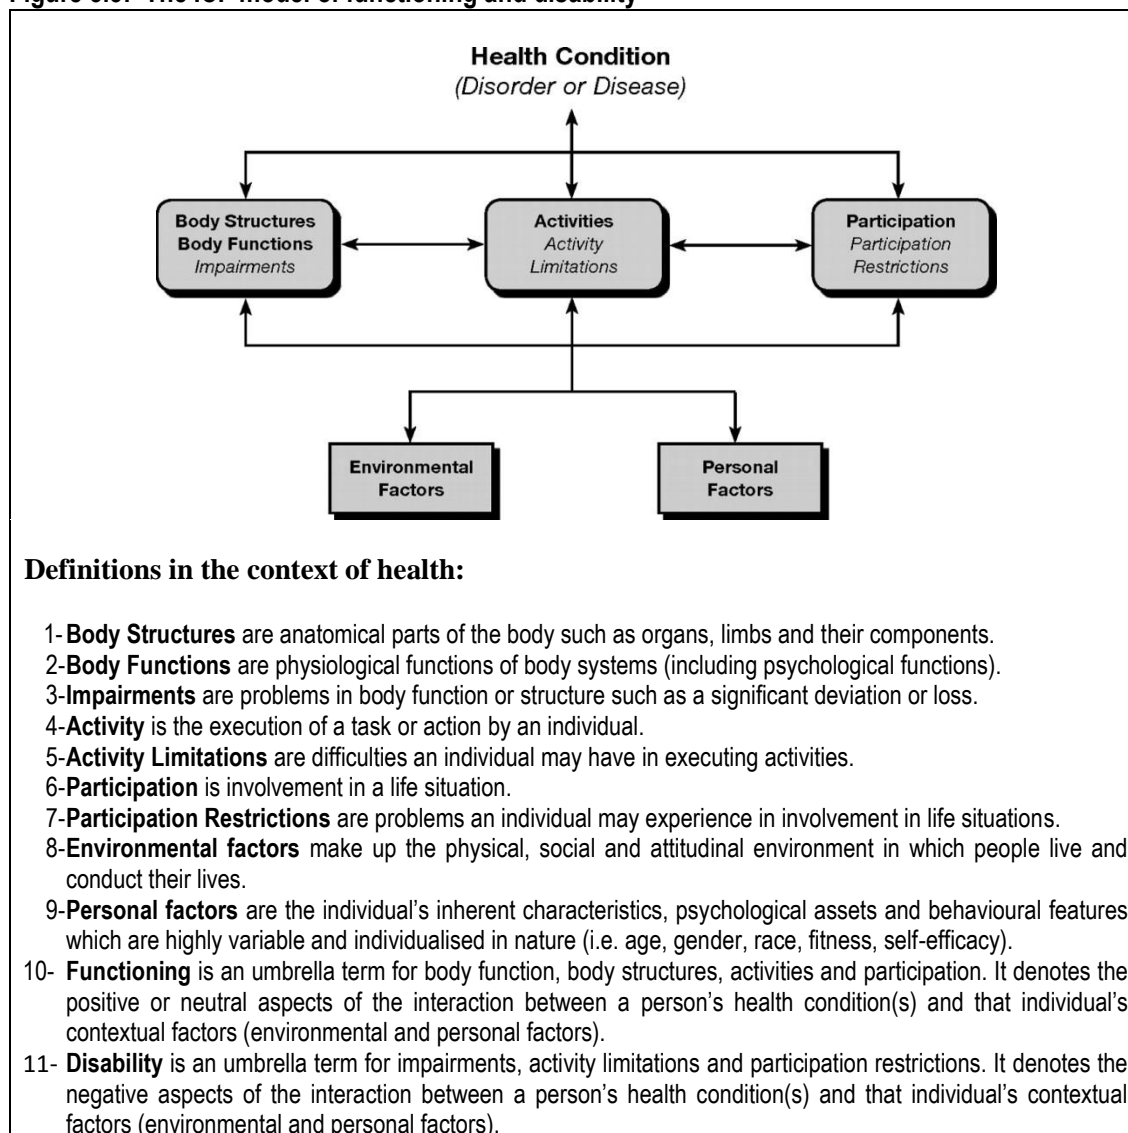 Health Condition
(Disorder or Disease)
Body Structures
Body Functions
Impairments
Activities
Activity
Limitations
Participation
Participation
Restrictions
Environmental
Factors
Personal
Factors
Definitions in the context of health:
1- Body Structures are anatomical parts of the body such as organs, limbs and their components.
2-Body Functions are physiological functions of body systems (including psychological functions).
3-Impairments are problems in body function or structure such as a significant deviation or loss.
4-Activity is the execution of a task or action by an individual.
5-Activity Limitations are difficulties an individual may have in executing activities.
6-Participation is involvement in a life situation.
7-Participation Restrictions are problems an individual may experience in involvement in life situations.
8-Environmental factors make up the physical, social and attitudinal environment in which people live and
conduct their lives.
9-Personal factors are the individual's inherent characteristics, psychological assets and behavioural features
which are highly variable and individualised in nature (i.e. age, gender, race, fitness, self-efficacy).
10- Functioning is an umbrella term for body function, body structures, activities and participation. It denotes the
positive or neutral aspects of the interaction between a person's health condition(s) and that individual's
contextual factors (environmental and personal factors).
11- Disability is an umbrella term for impairments, activity limitations and participation restrictions. It denotes the
negative aspects of the interaction between a person's health condition(s) and that individual's contextual
factors (environmental and personal factors).